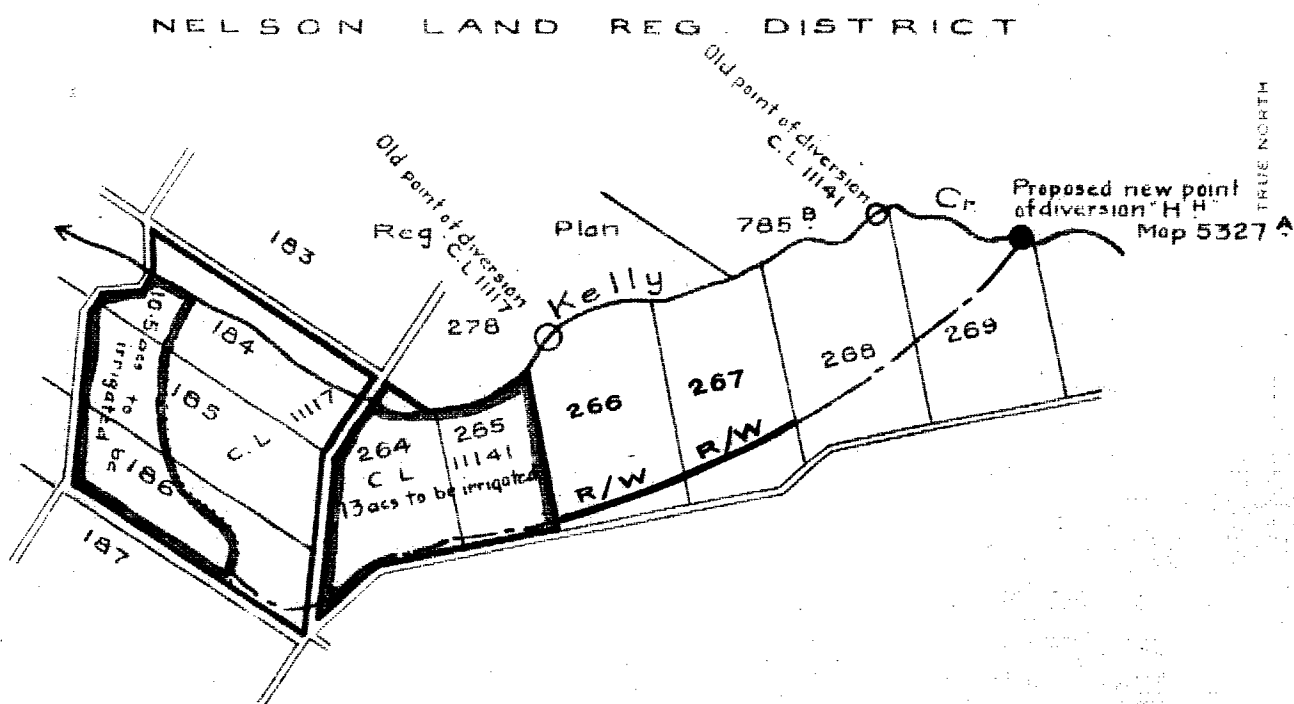 NELSON LAND REG. DISTRICT
Old point of diversion
C.L 11141
TRUE NORTH
Old point of diversion
C.L 11117
Proposed new point
of diversion "H H"
Map 5327 A
Cr.
183
Reg. Plan 785 B
Kelly
278
184
10.5 acs to
irrigated be
185
C.L 11117
186
187
264
265
C L 11141
13 acs to be irrigated
266
267
268
269
R/W
R/W